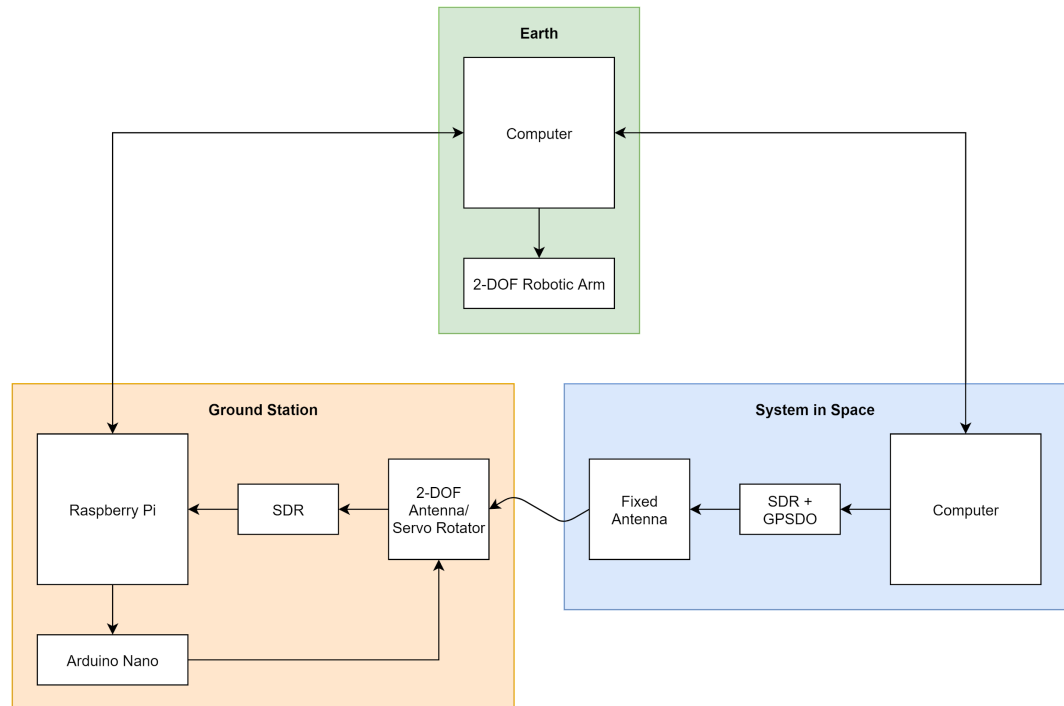 Earth
Computer
2-DOF Robotic Arm
Ground Station
Raspberry Pi
SDR
2-DOF
Antenna/
Servo Rotator
Arduino Nano
System in Space
Fixed
Antenna
SDR +
GPSDO
Computer